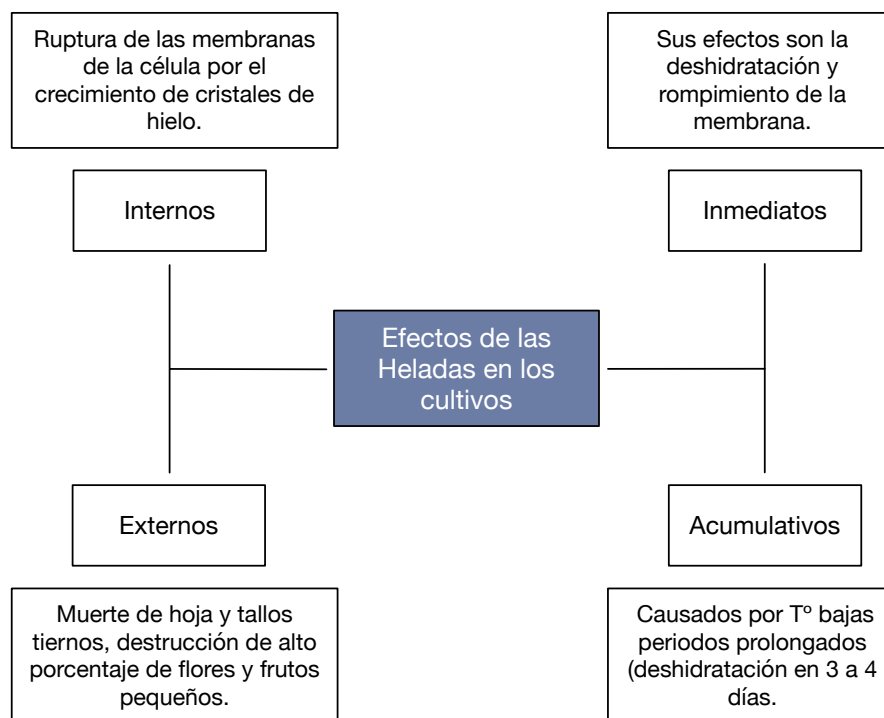 Ruptura de las membranas
de la célula por el
crecimiento de cristales de
hielo.
Internos
Sus efectos son la
deshidratación y
rompimiento de la
membrana.
Inmediatos
Efectos de las
Heladas en los
cultivos
Externos
Muerte de hoja y tallos
tiernos, destrucción de alto
porcentaje de flores y frutos
pequeños.
Acumulativos
Causados por Tº bajas
periodos prolongados
(deshidratación en 3 a 4
días.